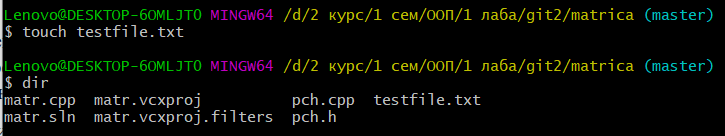 Lenovo@DESKTOP-6OMLJTO MINGW64 /d/2 курс/1 сем/ООП/1 лаба/git2/matrica (master)
$ touch testfile.txt
Lenovo@DESKTOP-6OMLJTO MINGW64 /d/2 курс/1 сем/ООП/1 лаба/git2/matrica (master)
$ dir
matr.cpp  matr.vcxproj          pch.cpp  testfile.txt
matr.sln  matr.vcxproj.filters  pch.h